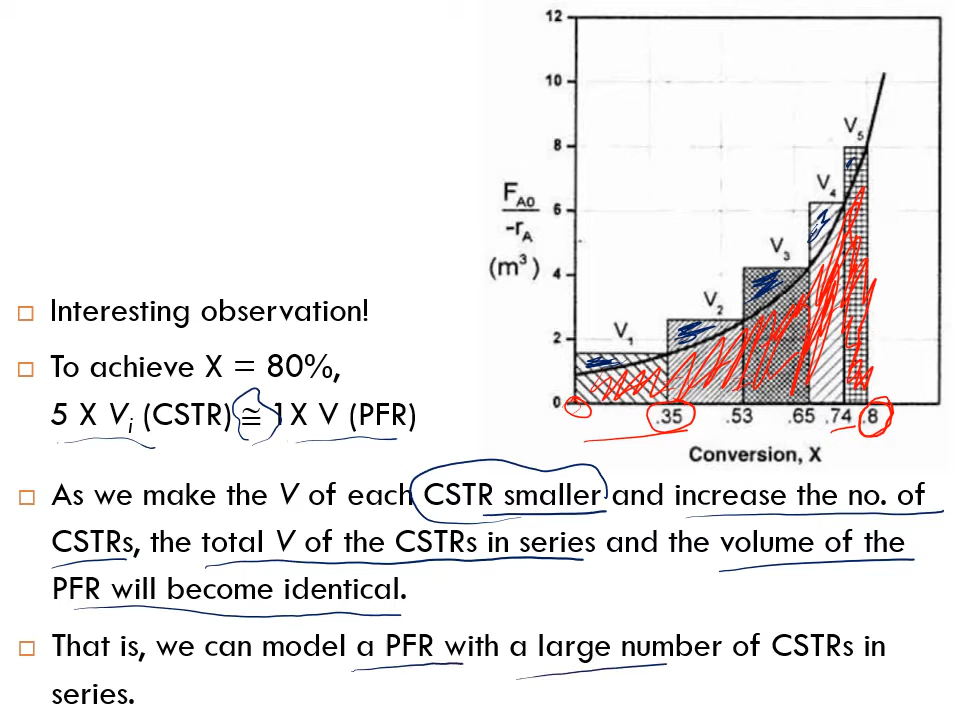 12
10
8
6
4
2
0
F_A0
-r_A
(m³)
V₁
V₂
V₃
V₄
V₅
.35 .53 .65 .74 .8
Conversion, X
□ Interesting observation!
□ To achieve X = 80%,
5 X Vᵢ (CSTR) ≅ 1X V (PFR)
□ As we make the V of each CSTR smaller and increase the no. of
CSTRs, the total V of the CSTRs in series and the volume of the
PFR will become identical.
□ That is, we can model a PFR with a large number of CSTRs in
series.